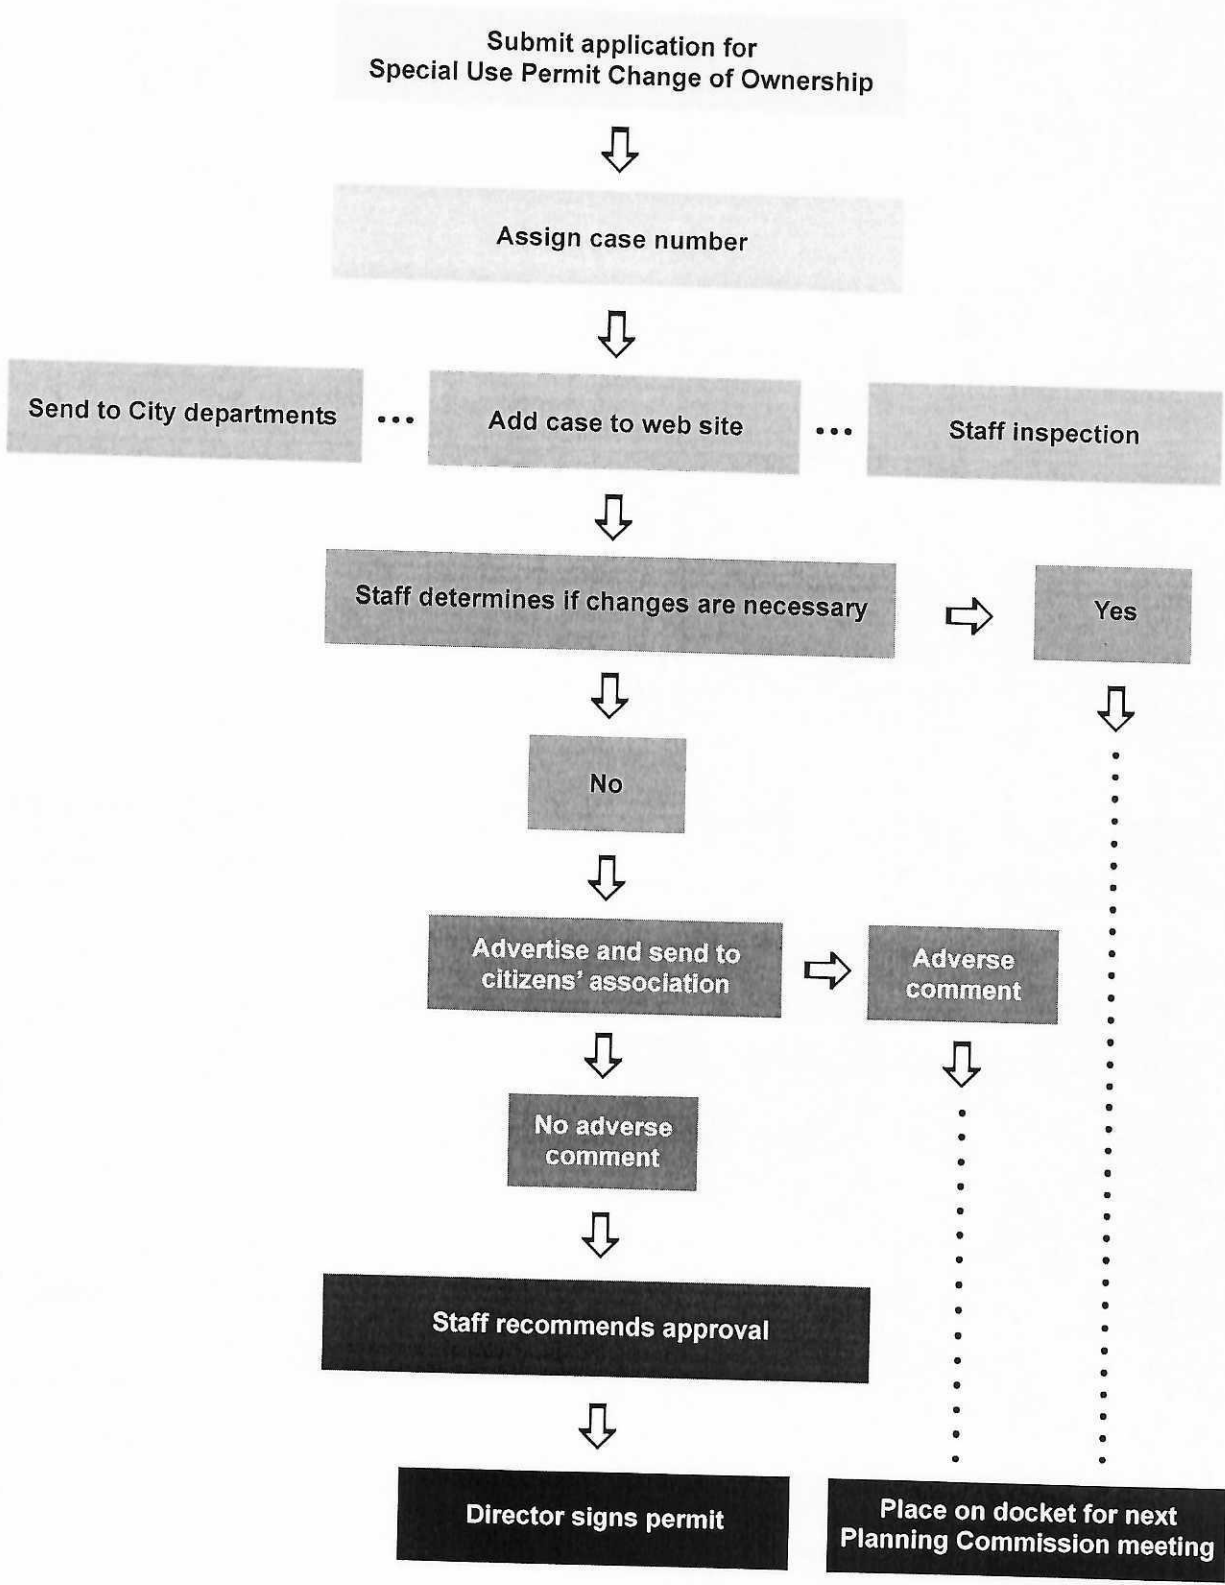 Submit application for
Special Use Permit Change of Ownership
Assign case number
Send to City departments ••• Add case to web site ••• Staff inspection
Staff determines if changes are necessary
Yes
No
Advertise and send to
citizens’ association
Adverse
comment
No adverse
comment
Staff recommends approval
Director signs permit
Place on docket for next
Planning Commission meeting